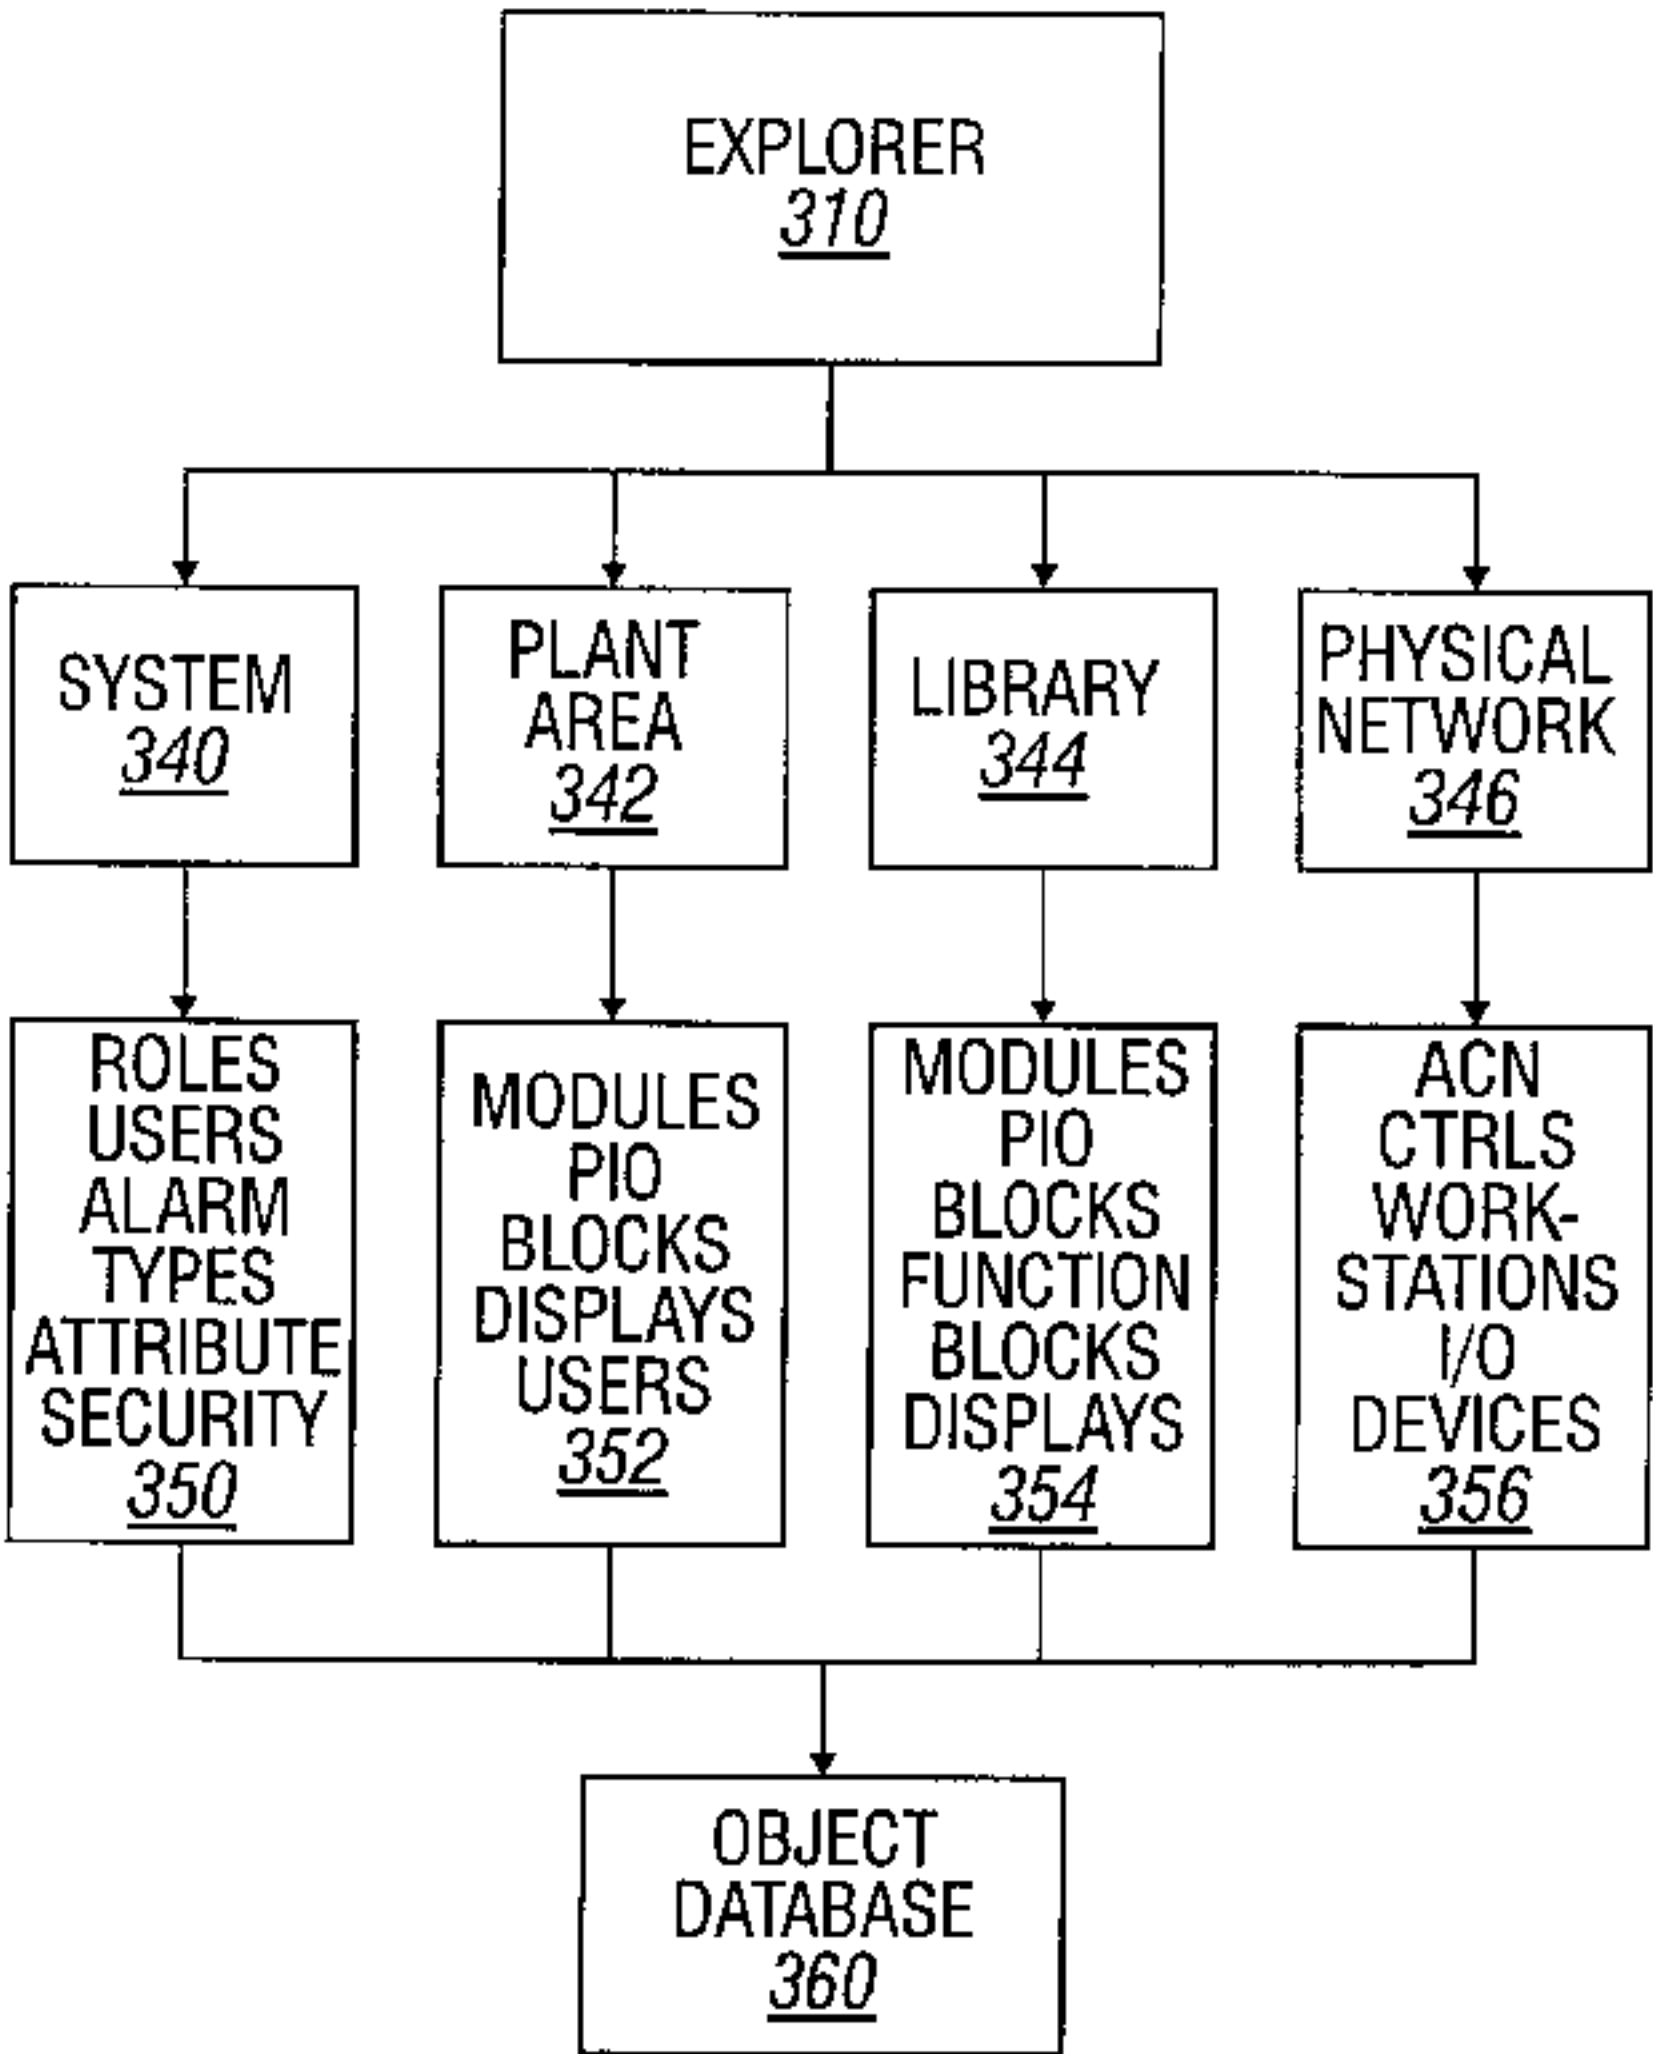 EXPLORER
310
SYSTEM
340
PLANT
AREA
342
LIBRARY
344
PHYSICAL
NETWORK
346
ROLES
USERS
ALARM
TYPES
ATTRIBUTE
SECURITY
350
MODULES
PIO
BLOCKS
DISPLAYS
USERS
352
MODULES
PIO
BLOCKS
FUNCTION
BLOCKS
DISPLAYS
354
ACN
CTRLS
WORK-
STATIONS
I/O
DEVICES
356
OBJECT
DATABASE
360